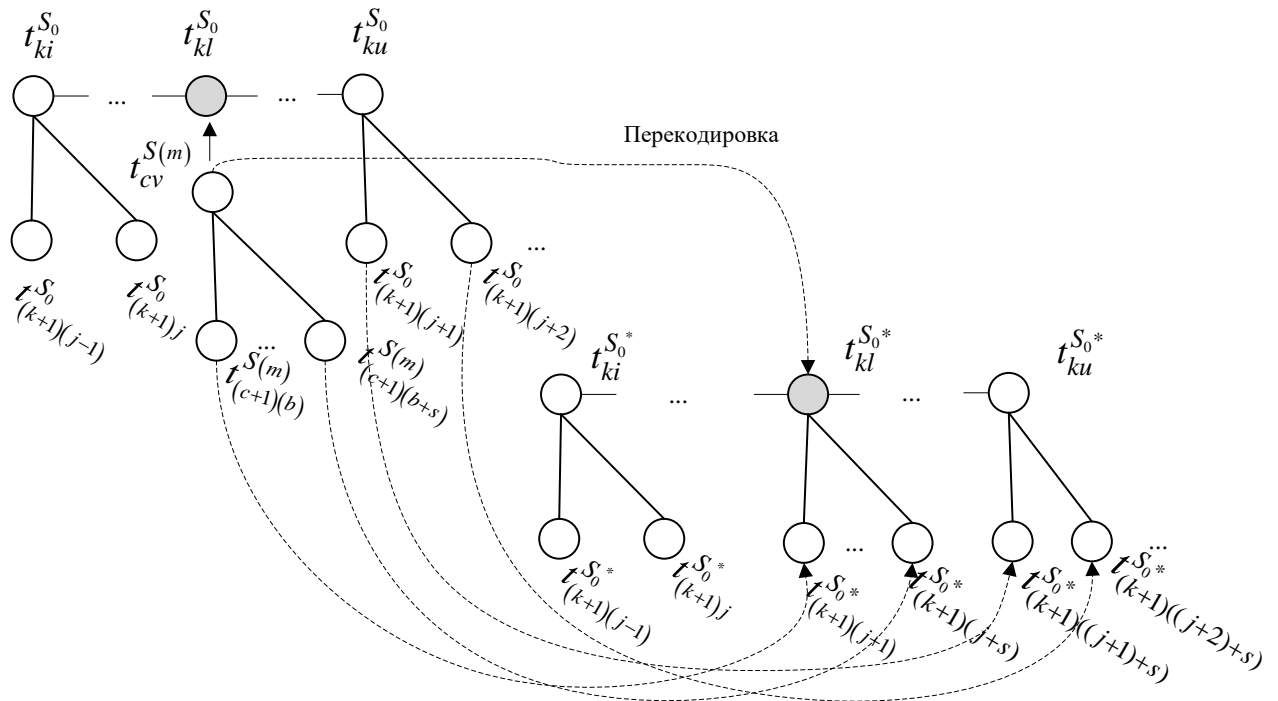 t_{ki}^{S_0} t_{kl}^{S_0} t_{ku}^{S_0}
... ...
Перекодировка
t_{cv}^{S(m)}
...
t_{(k+1)(j-1)}^{S_0} t_{(k+1)j}^{S_0} t_{(k+1)(j+1)}^{S_0} t_{(k+1)(j+2)}^{S_0}
...
t_{(c+1)(b)}^{S(m)} t_{(c+1)(b+s)}^{S(m)}
t_{ki}^{S_0*} t_{kl}^{S_0*} t_{ku}^{S_0*}
... ...
... ...
t_{(k+1)(j-1)}^{S_0*} t_{(k+1)j}^{S_0*} t_{(k+1)(j+1)}^{S_0*} t_{(k+1)(j+s)}^{S_0*} t_{(k+1)((j+1)+s)}^{S_0*} t_{(k+1)((j+2)+s)}^{S_0*}